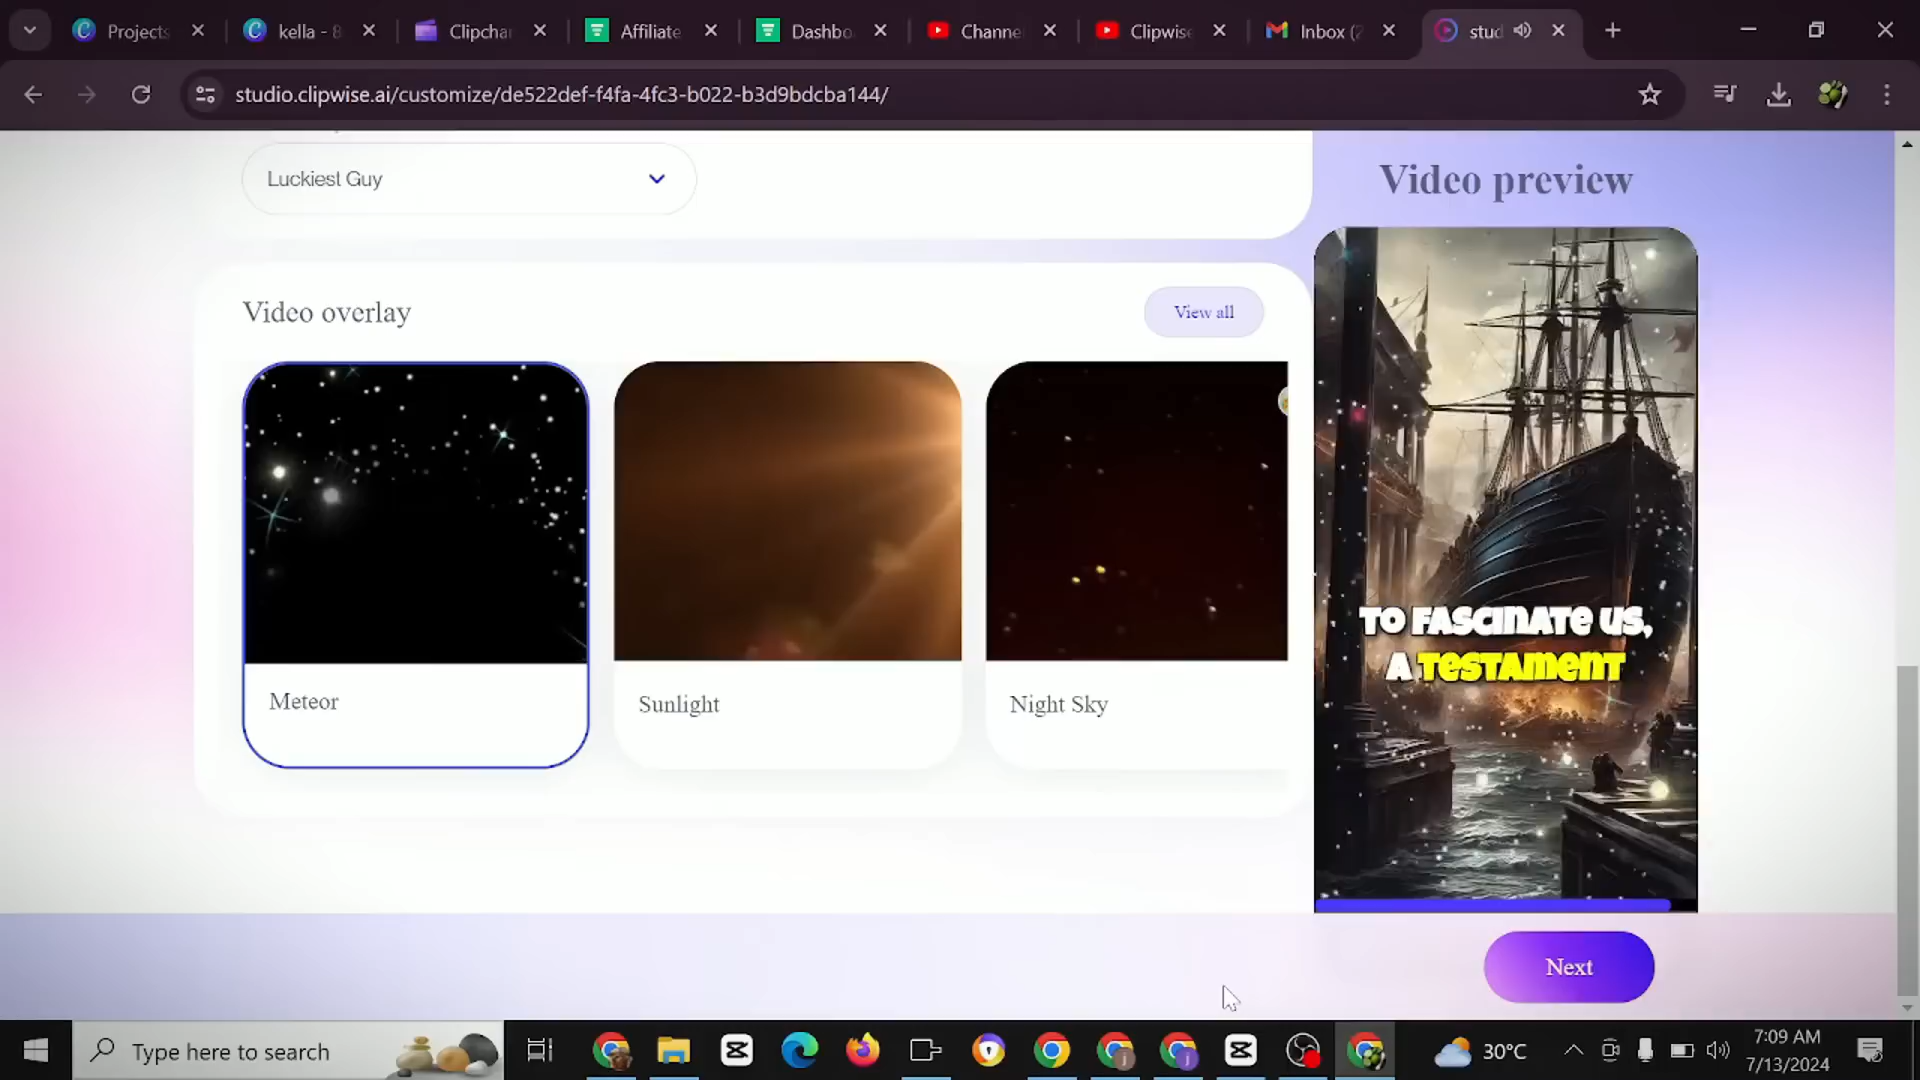 Projects
kella - 8
Clipcha
Affiliate
Dashbo
Channe
Clipwise
Inbox (2
stud
studio.clipwise.ai/customize/de522def-f4fa-4fc3-b022-b3d9bdcba144/
Luckiest Guy
Video preview
Video overlay
View all
Meteor
Sunlight
Night Sky
TO FASCINATE US,
A TESTAMENT
Next
Type here to search
30°C
7:09 AM
7/13/2024